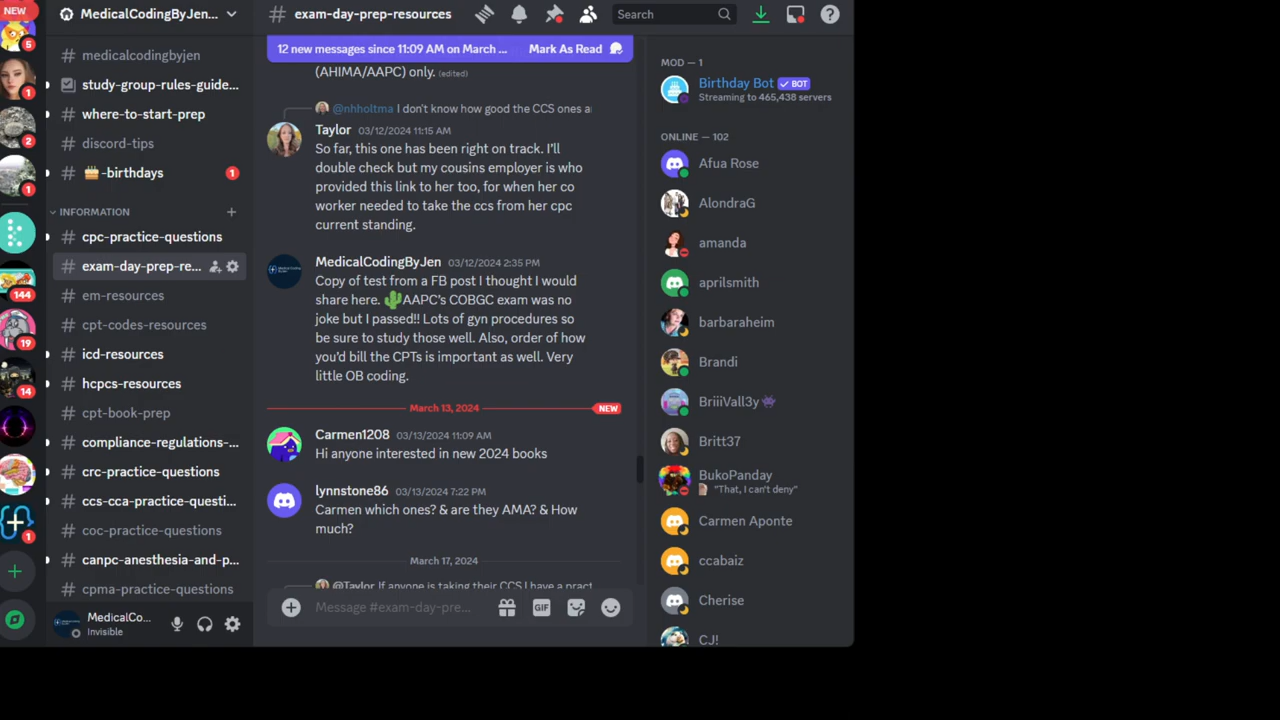 NEW
5
1
2
1
144
19
14
1
MedicalCodingByJen...
# medicalcodingbyjen
study-group-rules-guide...
# where-to-start-prep
# discord-tips
# 🎂-birthdays 1
INFORMATION
# cpc-practice-questions
# exam-day-prep-re...
# em-resources
# cpt-codes-resources
# icd-resources
# hcpcs-resources
# cpt-book-prep
# compliance-regulations-...
# crc-practice-questions
# ccs-cca-practice-questi...
# coc-practice-questions
# canpc-anesthesia-and-p...
# cpma-practice-questions
MedicalCo...
Invisible
# exam-day-prep-resources
Search
12 new messages since 11:09 AM on March ... Mark As Read
(AHIMA/AAPC) only. (edited)
@nhholtma I don't know how good the CCS ones a
Taylor 03/12/2024 11:15 AM
So far, this one has been right on track. I'll
double check but my cousins employer is who
provided this link to her too, for when her co
worker needed to take the ccs from her cpc
current standing.
MedicalCodingByJen 03/12/2024 2:35 PM
Copy of test from a FB post I thought I would
share here. 🌵AAPC's COBGC exam was no
joke but I passed!! Lots of gyn procedures so
be sure to study those well. Also, order of how
you'd bill the CPTs is important as well. Very
little OB coding.
March 13, 2024 NEW
Carmen1208 03/13/2024 11:09 AM
Hi anyone interested in new 2024 books
lynnstone86 03/13/2024 7:22 PM
Carmen which ones? & are they AMA? & How
much?
March 17, 2024
@Taylor If anyone is taking their CCS I have a pract
Message #exam-day-pre...
GIF
MOD — 1
Birthday Bot ✓ BOT
Streaming to 465,438 servers
ONLINE — 102
Afua Rose
AlondraG
amanda
aprilsmith
barbaraheim
Brandi
BriiiVall3y👾
Britt37
BukoPanday
"That, I can't deny"
Carmen Aponte
ccabaiz
Cherise
CJ!